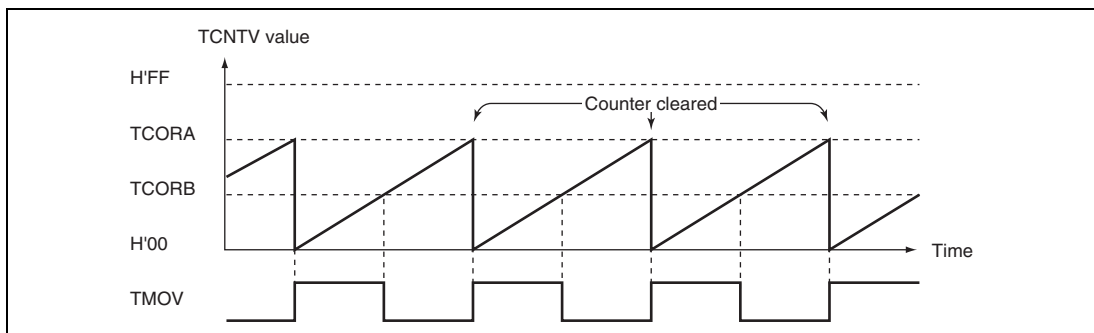 TCNTV value
H'FF
Counter cleared
TCORA
TCORB
H'00
Time
TMOV